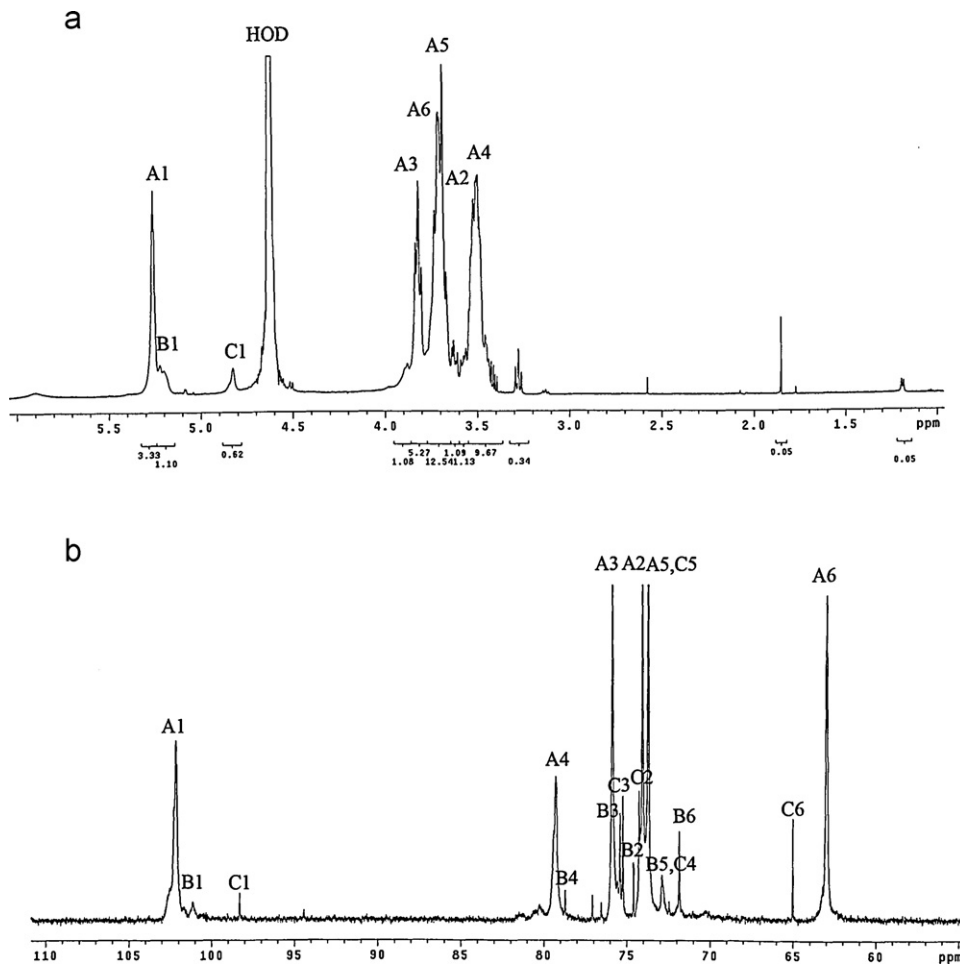 a
HOD
A5
A6
A3
A2
A4
A1
B1
C1
5.5 5.0 4.5 3.5 3.0 2.5 2.0 1.5 ppm
3.33 0.62 5.27 1.09 9.67 0.34 0.05 0.05
1.10 1.08 12.54 1.13
b
A3 A2 A5,C5
A6
A1
A4
C3 C2
B3
B6
C6
B1
C1
B4
B2
B5,C4
110 105 100 95 90 85 80 75 70 65 60 ppm